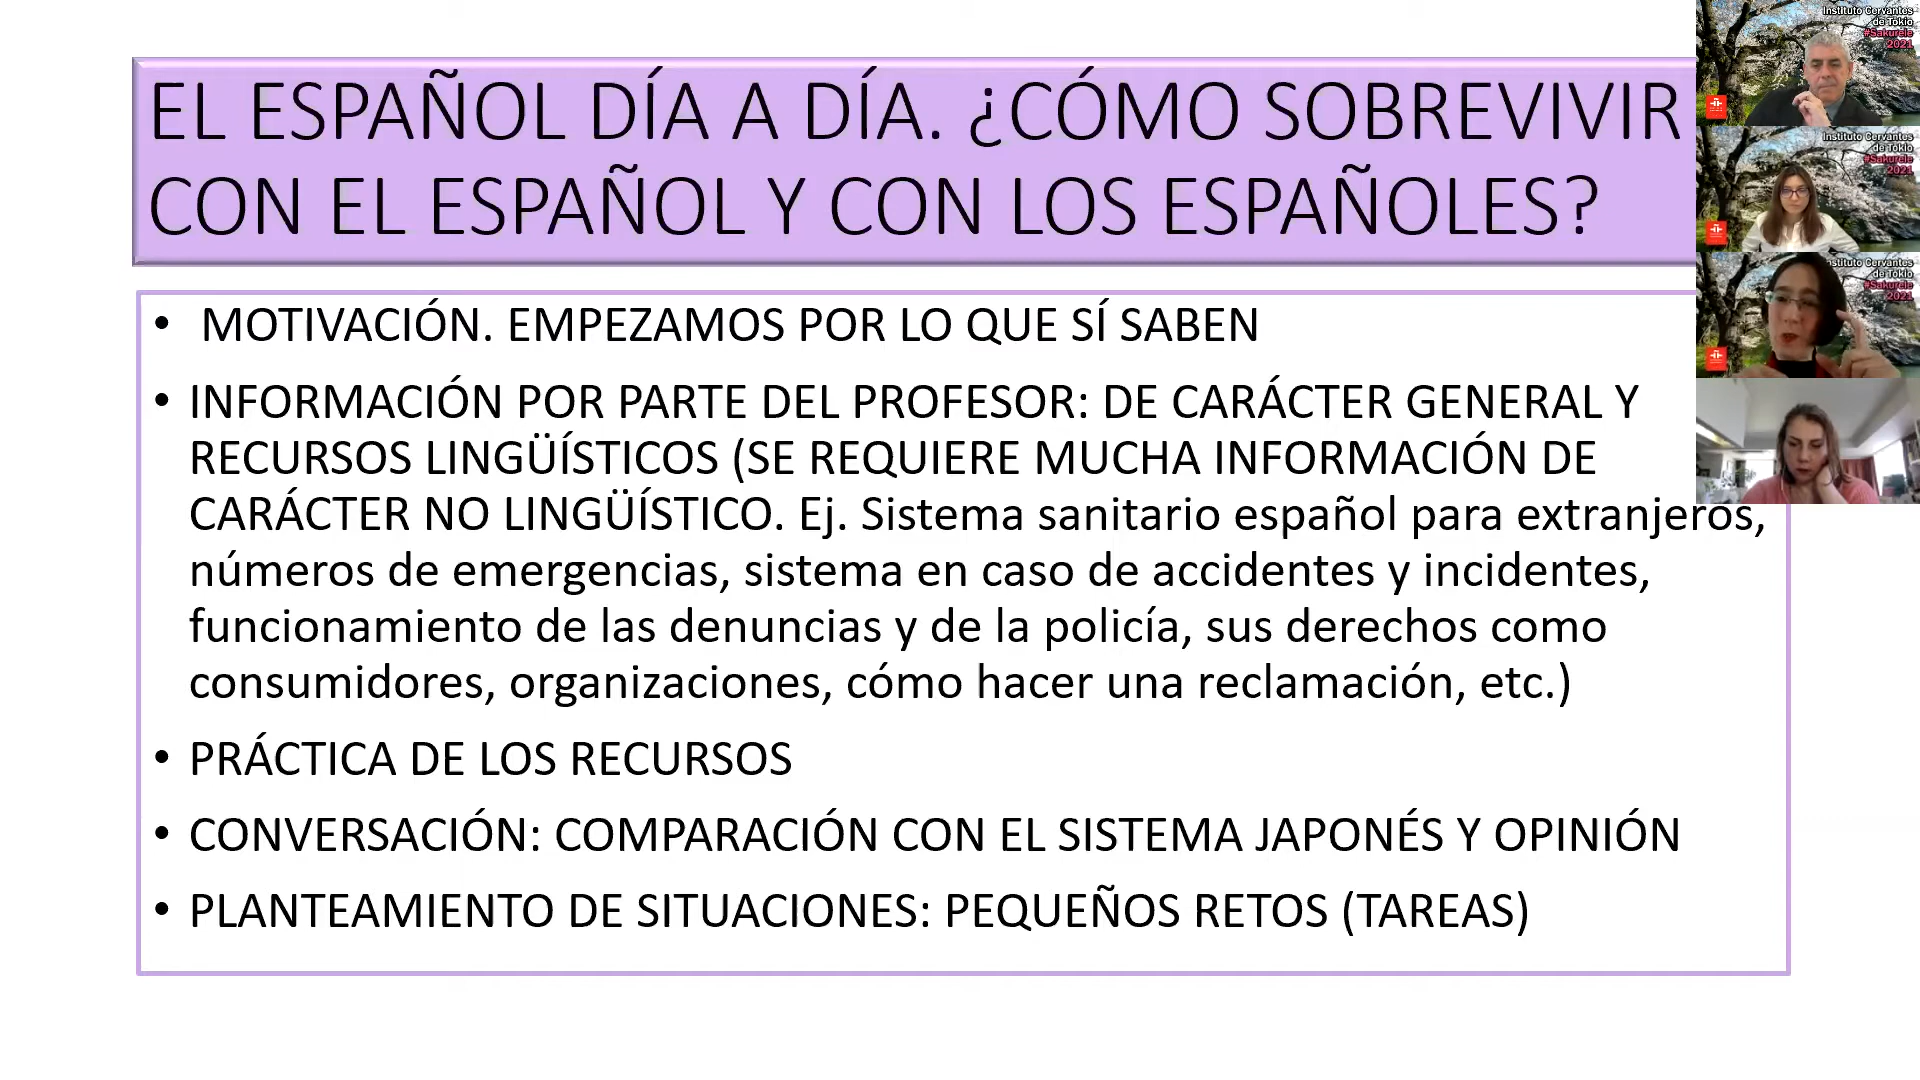 EL ESPAÑOL DÍA A DÍA. ¿CÓMO SOBREVIVIR
CON EL ESPAÑOL Y CON LOS ESPAÑOLES?
• MOTIVACIÓN. EMPEZAMOS POR LO QUE SÍ SABEN
• INFORMACIÓN POR PARTE DEL PROFESOR: DE CARÁCTER GENERAL Y
RECURSOS LINGÜÍSTICOS (SE REQUIERE MUCHA INFORMACIÓN DE
CARÁCTER NO LINGÜÍSTICO. Ej. Sistema sanitario español para extranjeros,
números de emergencias, sistema en caso de accidentes y incidentes,
funcionamiento de las denuncias y de la policía, sus derechos como
consumidores, organizaciones, cómo hacer una reclamación, etc.)
• PRÁCTICA DE LOS RECURSOS
• CONVERSACIÓN: COMPARACIÓN CON EL SISTEMA JAPONÉS Y OPINIÓN
• PLANTEAMIENTO DE SITUACIONES: PEQUEÑOS RETOS (TAREAS)
Instituto Cervantes
de Tokio
#Sakurele
2021
Instituto Cervantes
de Tokio
#Sakurele
2021
Cervantes
de Tokio
#Sakurele
2021